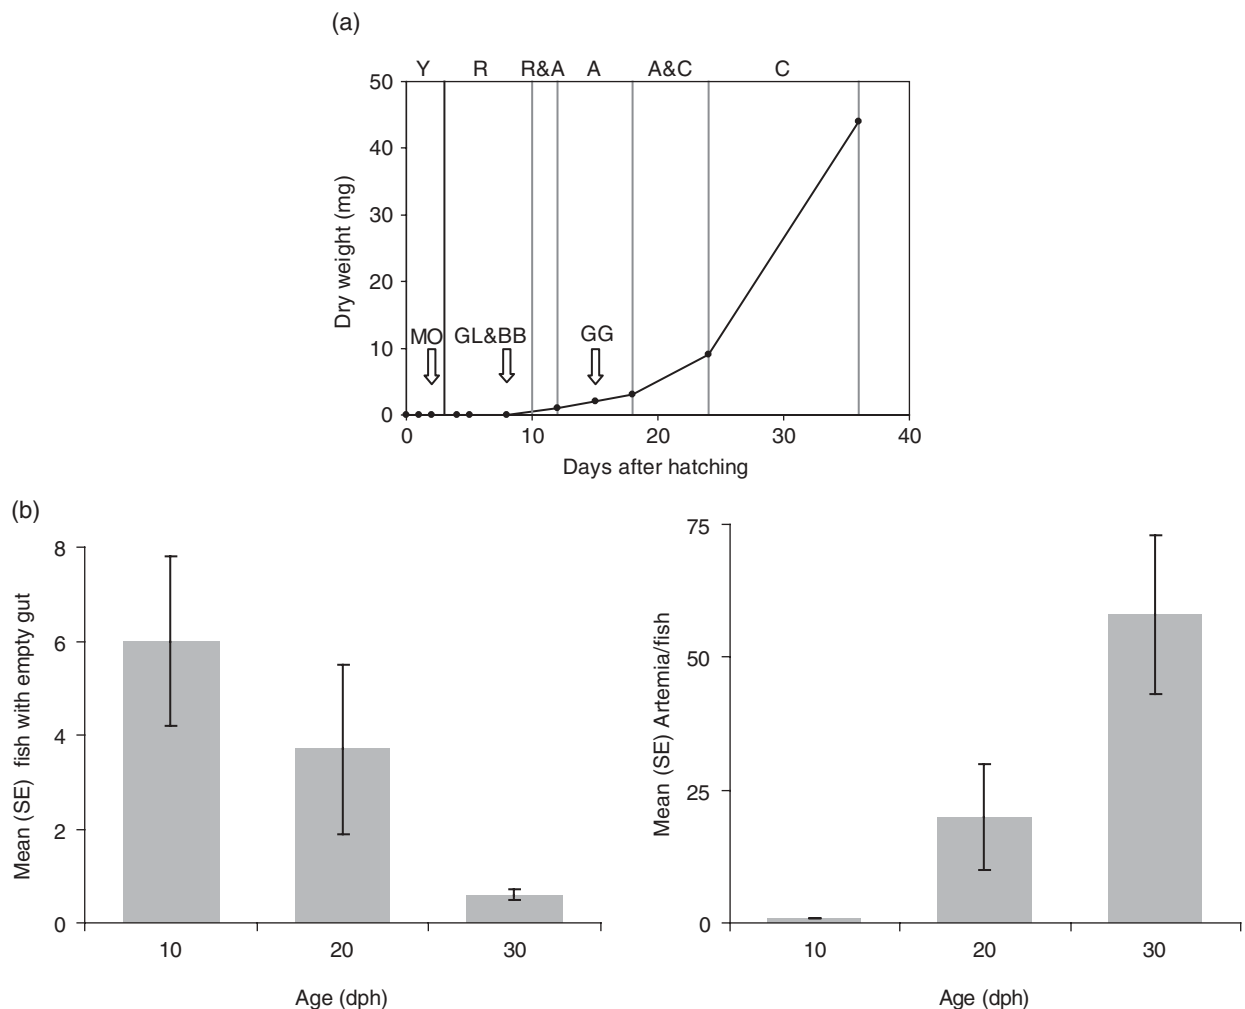 (a)
Y R R&A A A&C C
50
40
30
20
10
0
Dry weight (mg)
MO GL&BB GG
0 10 20 30 40
Days after hatching
(b)
8
6
4
2
0
Mean (SE) fish with empty gut
10 20 30
Age (dph)
75
50
25
0
Mean (SE) Artemia/fish
10 20 30
Age (dph)